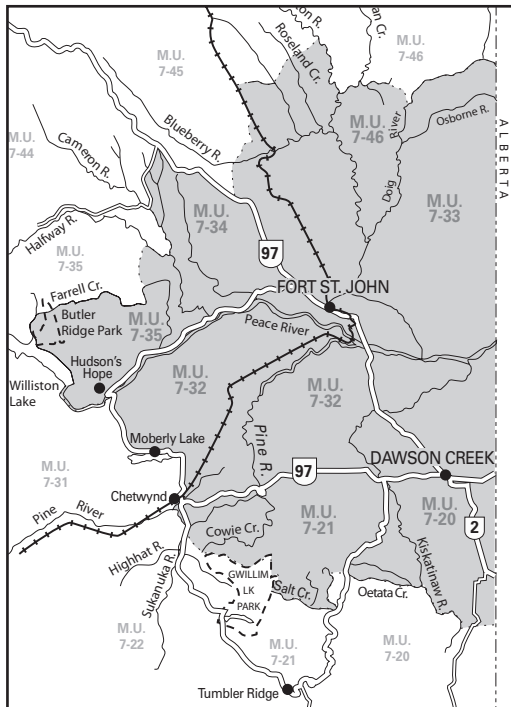 M.U.
7-45
Roseland Cr.
M.U.
7-46
M.U.
7-44
Cameron R.
Blueberry R.
M.U.
7-46
Doig
River
Osborne R.
ALBERTA
M.U.
7-33
Halfway R.
M.U.
7-34
97
M.U.
7-35
Farrell Cr.
Butler
Ridge Park
M.U.
7-35
FORT ST. JOHN
Peace River
Hudson's
Hope
Williston
Lake
M.U.
7-32
M.U.
7-32
Moberly Lake
Pine R.
97
DAWSON CREEK
M.U.
7-31
Chetwynd
Pine
River
M.U.
7-21
M.U.
7-20
2
Cowie Cr.
Highhat R.
Sukanuka R.
GWILLIM
LK
PARK
Salt Cr.
Oetata Cr.
Kiskatinaw R.
M.U.
7-22
M.U.
7-21
M.U.
7-20
Tumbler Ridge